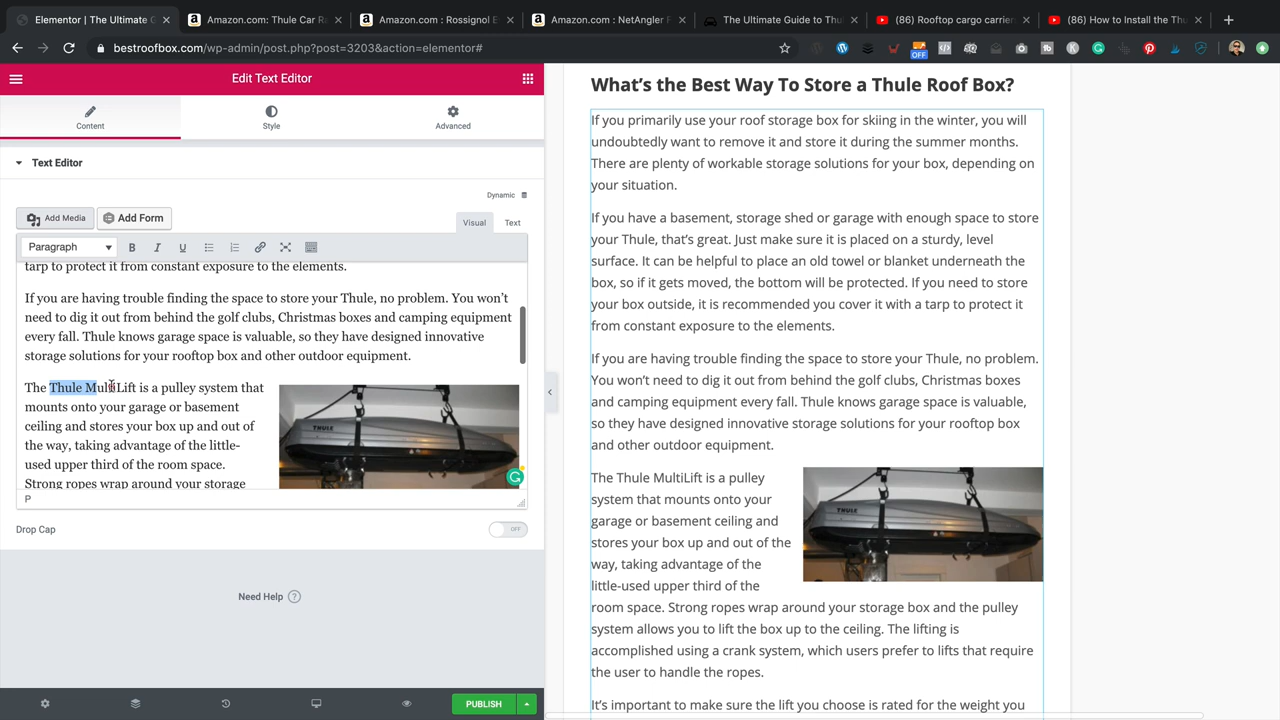 Elementor | Edit Text Editor
Amazon.com: Thule Car Re
Amazon.com : Rossignol E
Amazon.com : NetAngler F
The Ultimate Guide to Thu
(86) Rooftop cargo carriers
(86) How to Install the Thu
bestroofbox.com/wp-admin/post.php?post=3203&action=elementor#
OFF
Edit Text Editor
Content
Style
Advanced
Text Editor
Dynamic
Add Media
Add Form
Visual
Text
Paragraph
B
I
U
tarp to protect it from constant exposure to the elements.
If you are having trouble finding the space to store your Thule, no problem. You won’t
need to dig it out from behind the golf clubs, Christmas boxes and camping equipment
every fall. Thule knows garage space is valuable, so they have designed innovative
storage solutions for your rooftop box and other outdoor equipment.
The Thule MultiLift is a pulley system that
mounts onto your garage or basement
ceiling and stores your box up and out of
the way, taking advantage of the little-
used upper third of the room space.
Strong ropes wrap around your storage
THULE
P
Drop Cap
OFF
Need Help
PUBLISH
What’s the Best Way To Store a Thule Roof Box?
If you primarily use your roof storage box for skiing in the winter, you will
undoubtedly want to remove it and store it during the summer months.
There are plenty of workable storage solutions for your box, depending on
your situation.
If you have a basement, storage shed or garage with enough space to store
your Thule, that’s great. Just make sure it is placed on a sturdy, level
surface. It can be helpful to place an old towel or blanket underneath the
box, so if it gets moved, the bottom will be protected. If you need to store
your box outside, it is recommended you cover it with a tarp to protect it
from constant exposure to the elements.
If you are having trouble finding the space to store your Thule, no problem.
You won’t need to dig it out from behind the golf clubs, Christmas boxes
and camping equipment every fall. Thule knows garage space is valuable,
so they have designed innovative storage solutions for your rooftop box
and other outdoor equipment.
The Thule MultiLift is a pulley
system that mounts onto your
garage or basement ceiling and
stores your box up and out of the
way, taking advantage of the
little-used upper third of the
room space. Strong ropes wrap around your storage box and the pulley
system allows you to lift the box up to the ceiling. The lifting is
accomplished using a crank system, which users prefer to lifts that require
the user to handle the ropes.
THULE
It’s important to make sure the lift you choose is rated for the weight you